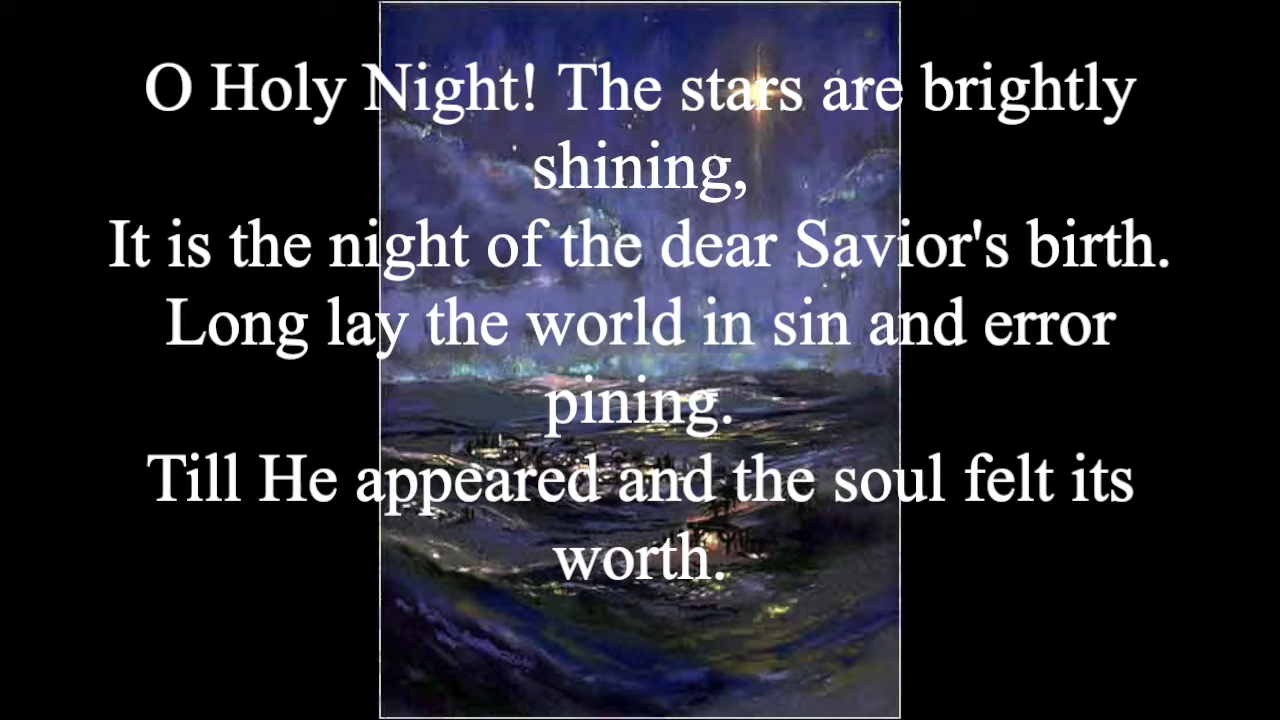 O Holy Night! The stars are brightly
shining,
It is the night of the dear Savior's birth.
Long lay the world in sin and error
pining.
Till He appeared and the soul felt its
worth.